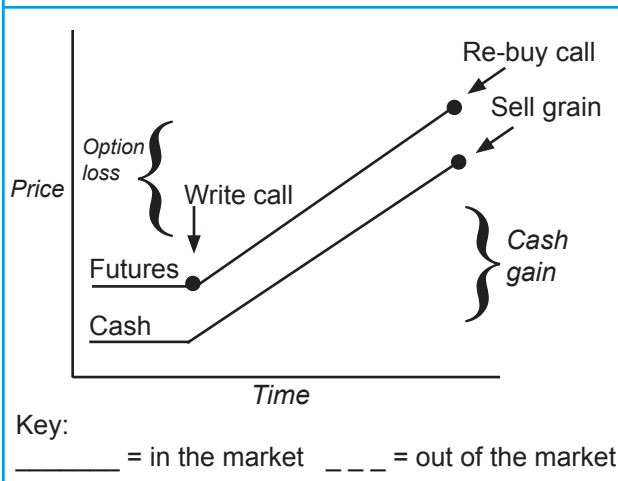 Re-buy call
Sell grain
Option
loss
Price
Write call
Futures
Cash
gain
Cash
Time
Key:
_______ = in the market _ _ _ = out of the market